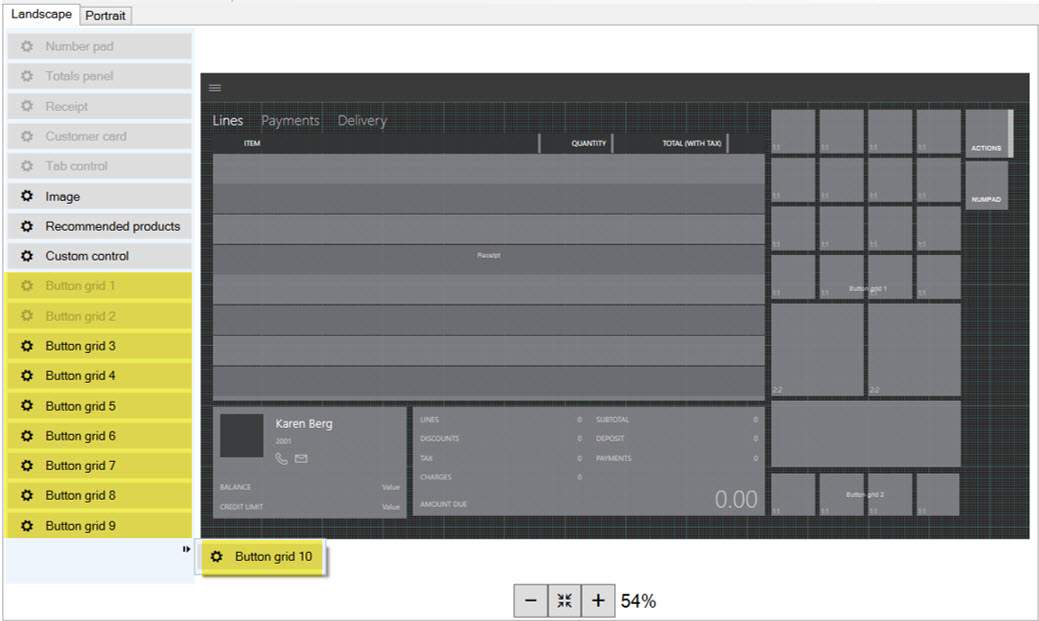 Landscape
Portrait
Number pad
Totals panel
Receipt
Customer card
Tab control
Image
Recommended products
Custom control
Button grid 1
Button grid 2
Button grid 3
Button grid 4
Button grid 5
Button grid 6
Button grid 7
Button grid 8
Button grid 9
Button grid 10
Lines Payments Delivery
ITEM QUANTITY TOTAL (WITH TAX)
Receipt
Karen Berg
2001
BALANCE Value
CREDIT LIMIT Value
LINES 0 SUBTOTAL 0
DISCOUNTS 0 DEPOSIT 0
TAX 0 PAYMENTS 0
CHARGES 0
AMOUNT DUE 0.00
1:1 1:1 1:1 1:1
ACTIONS
1:1 1:1 1:1 1:1
NUMPAD
1:1 1:1 1:1 1:1
Button grid 1
1:1 1:1 1:1 1:1
2:2 2:2
Button grid 2
1:1 1:1 1:1 1:1
54%